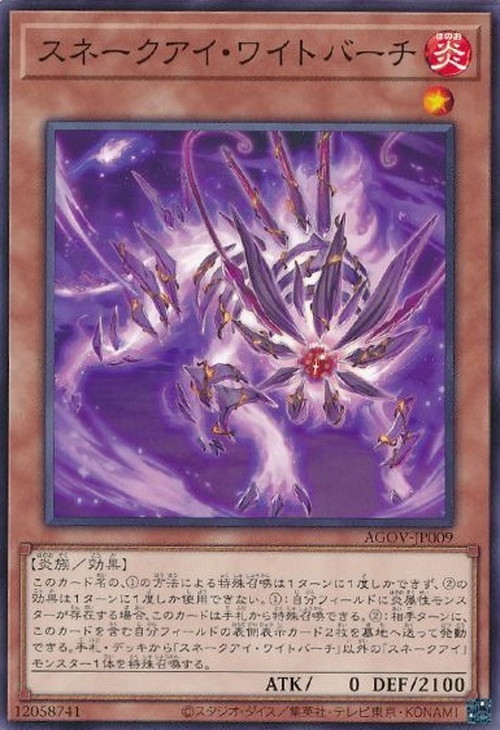 スネークアイ・ワイトバーチ
ほのお
炎
AGOV-JP009
【炎族／効果】
このカード名の、①の方法による特殊召喚は1ターンに1度しかできず、②の
効果は1ターンに1度しか使用できない。①：自分フィールドに炎属性モンス
ターが存在する場合、このカードは手札から特殊召喚できる。②：相手ターンに、
このカードを含む自分フィールドの表側表示カード2枚を墓地へ送って発動
できる。手札・デッキから「スネークアイ・ワイトバーチ」以外の「スネークアイ」
モンスター1体を特殊召喚する。
ATK/ 0 DEF/2100
12058741
©スタジオ・ダイス／集英社・テレビ東京・KONAMI